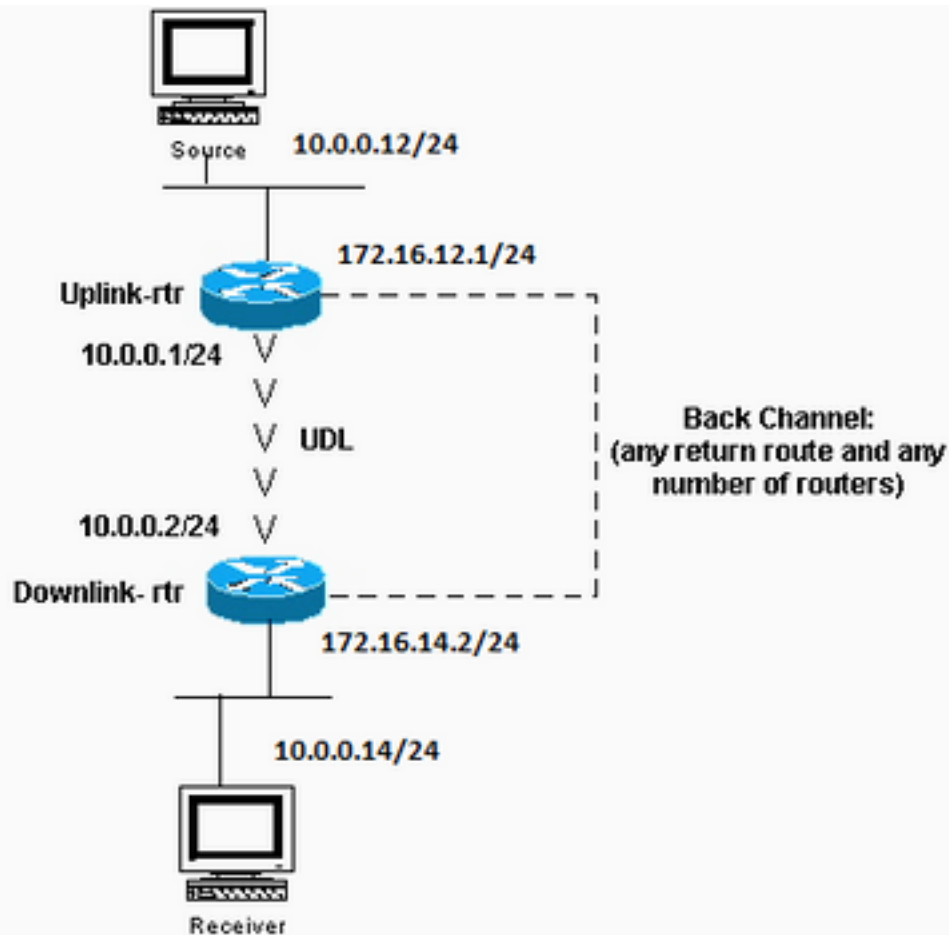 Source
10.0.0.12/24
172.16.12.1/24
Uplink-rtr
10.0.0.1/24
UDL
Back Channel:
(any return route and any
number of routers)
10.0.0.2/24
Downlink- rtr
172.16.14.2/24
10.0.0.14/24
Receiver